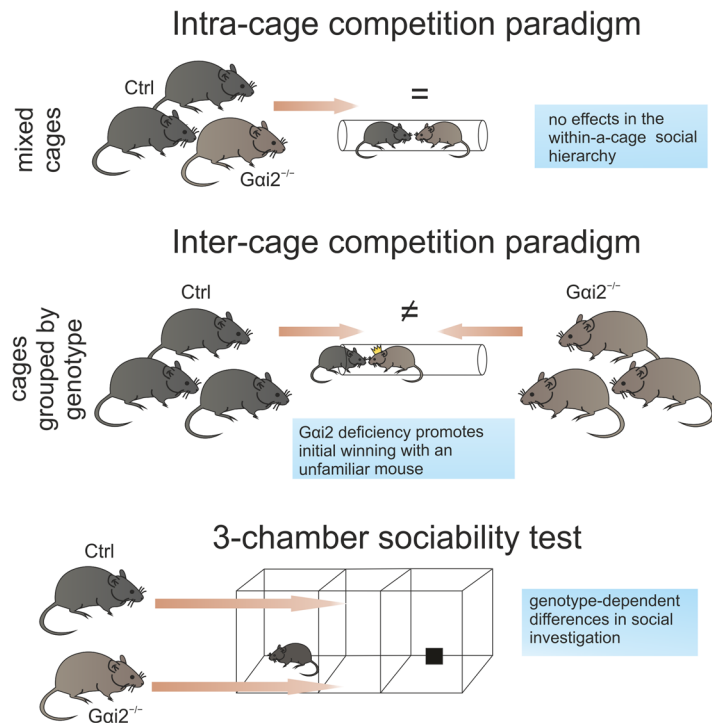 Intra-cage competition paradigm
mixed
cages
Ctrl
Gαi2⁻/⁻
=
no effects in the
within-a-cage social
hierarchy
Inter-cage competition paradigm
cages
grouped by
genotype
Ctrl
≠
Gαi2⁻/⁻
Gαi2 deficiency promotes
initial winning with an
unfamiliar mouse
3-chamber sociability test
Ctrl
Gαi2⁻/⁻
genotype-dependent
differences in social
investigation